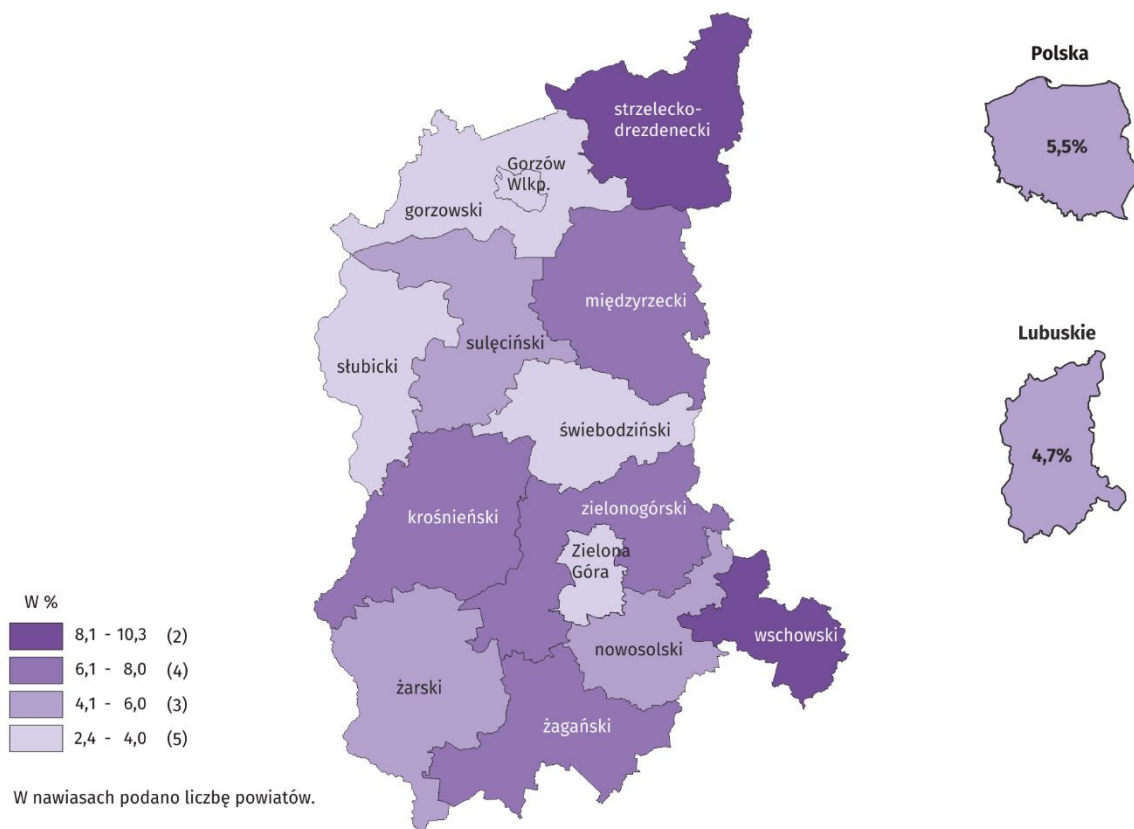 Polska
5,5%
strzelecko-
drezdenecki
Gorzów
Wlkp.
gorzowski
międzyrzecki
sulęciński
słubicki
świebodziński
Lubuskie
4,7%
krośnieński
zielonogórski
Zielona
Góra
nowosolski
wschowski
żarski
żagański
W %
8,1 - 10,3 (2)
6,1 - 8,0 (4)
4,1 - 6,0 (3)
2,4 - 4,0 (5)
W nawiasach podano liczbę powiatów.